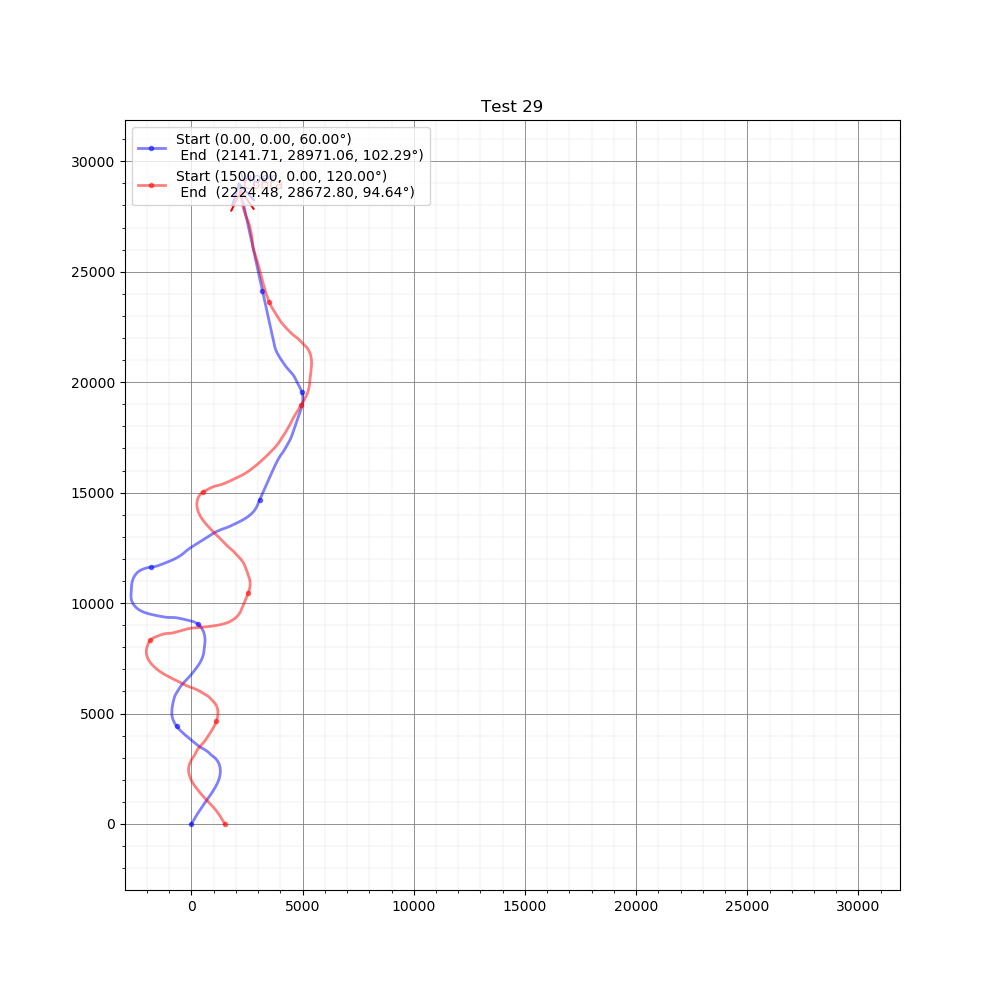 Test 29
Start (0.00, 0.00, 60.00°)
End (2141.71, 28971.06, 102.29°)
Start (1500.00, 0.00, 120.00°)
End (2224.48, 28672.80, 94.64°)
30000
25000
20000
15000
10000
5000
0
0 5000 10000 15000 20000 25000 30000